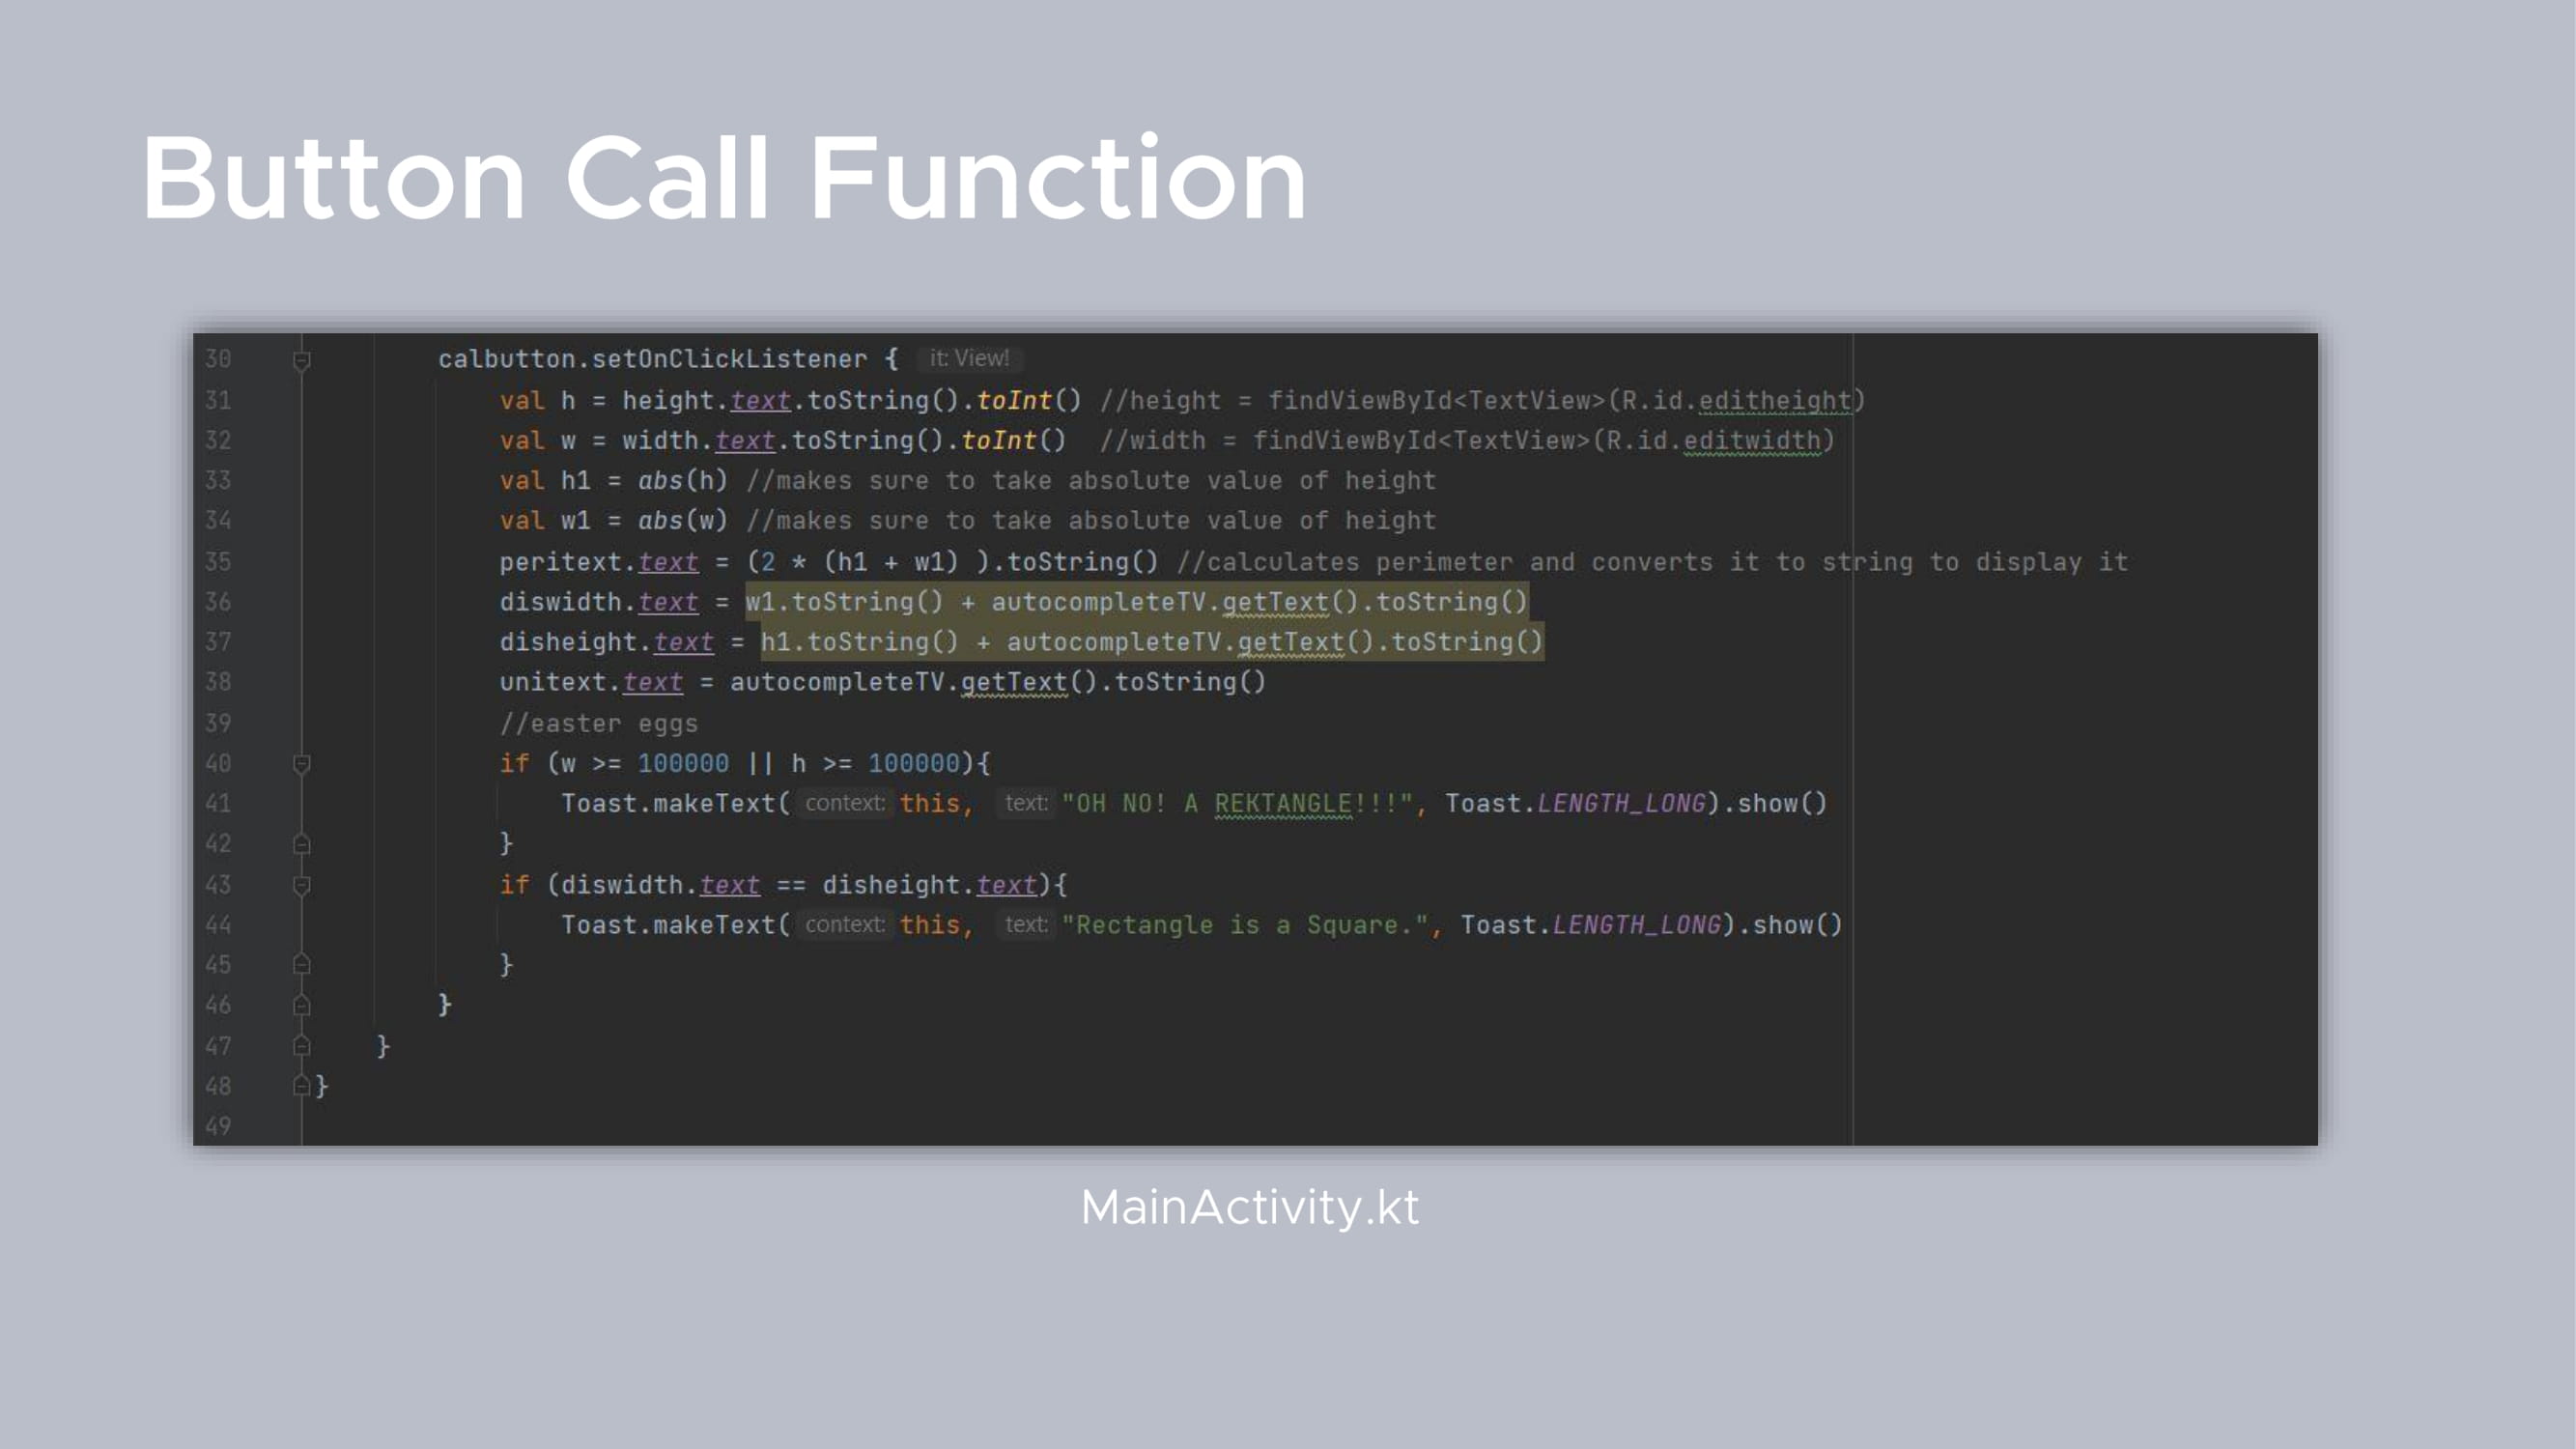 Button Call Function
30 calbutton.setOnClickListener { it: View!
31 val h = height.text.toString().toInt() //height = findViewById<TextView>(R.id.editheight)
32 val w = width.text.toString().toInt() //width = findViewById<TextView>(R.id.editwidth)
33 val h1 = abs(h) //makes sure to take absolute value of height
34 val w1 = abs(w) //makes sure to take absolute value of height
35 peritext.text = (2 * (h1 + w1) ).toString() //calculates perimeter and converts it to string to display it
36 diswidth.text = w1.toString() + autocompleteTV.getText().toString()
37 disheight.text = h1.toString() + autocompleteTV.getText().toString()
38 unitext.text = autocompleteTV.getText().toString()
39 //easter eggs
40 if (w >= 100000 || h >= 100000){
41 Toast.makeText( context: this, text: "OH NO! A REKTANGLE!!!", Toast.LENGTH_LONG).show()
42 }
43 if (diswidth.text == disheight.text){
44 Toast.makeText( context: this, text: "Rectangle is a Square.", Toast.LENGTH_LONG).show()
45 }
46 }
47 }
48 }
49
MainActivity.kt